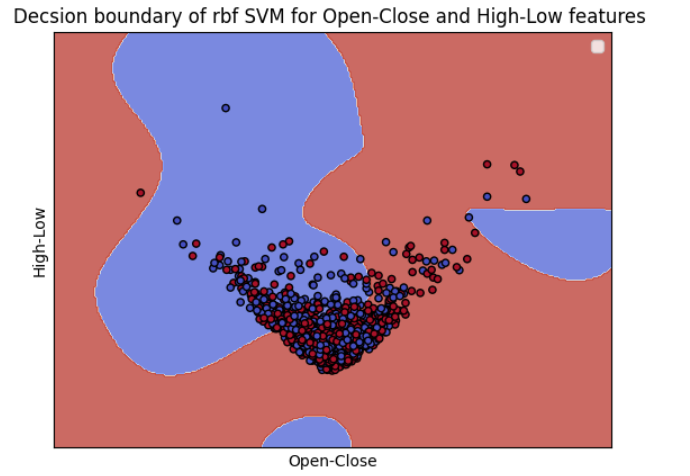 Decsion boundary of rbf SVM for Open-Close and High-Low features
High-Low
Open-Close